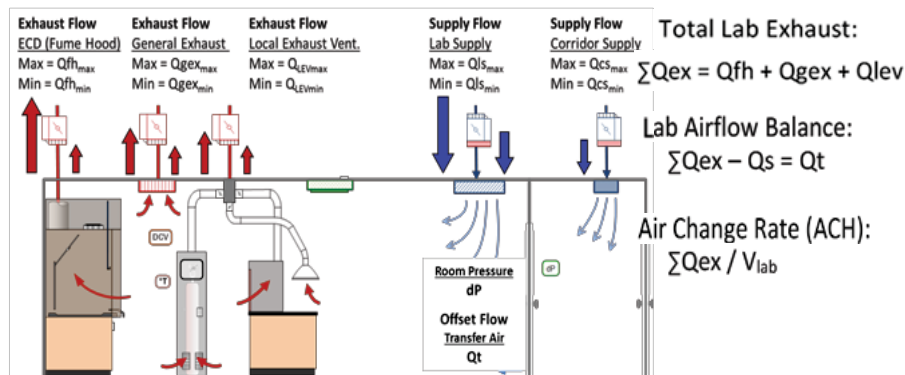 Exhaust Flow
ECD (Fume Hood)
Max = Qfhmax
Min = Qfhmin
Exhaust Flow
General Exhaust
Max = Qgexmax
Min = Qgexmin
Exhaust Flow
Local Exhaust Vent.
Max = QLEVmax
Min = QLEVmin
Supply Flow
Lab Supply
Max = Qlsmax
Min = Qlsmin
Supply Flow
Corridor Supply
Max = Qcsmax
Min = Qcsmin
Total Lab Exhaust:
∑Qex = Qfh + Qgex + Qlev
Lab Airflow Balance:
∑Qex – Qs = Qt
Air Change Rate (ACH):
∑Qex / Vlab
DCV
°T
dP
Room Pressure
dP
Offset Flow
Transfer Air
Qt